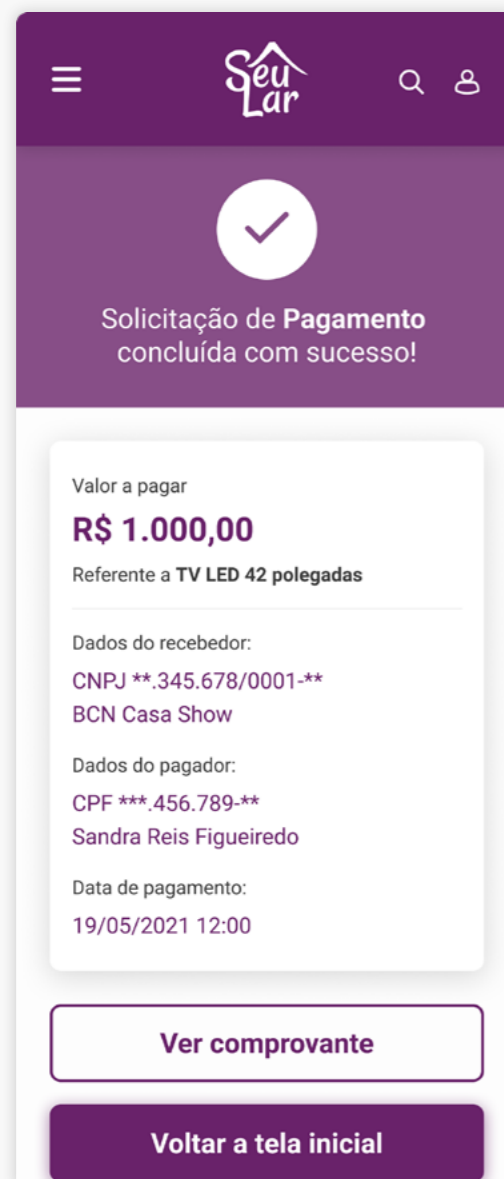 Seu
Lar
Solicitação de Pagamento
concluída com sucesso!
Valor a pagar
R$ 1.000,00
Referente a TV LED 42 polegadas
Dados do recebedor:
CNPJ **.345.678/0001-**
BCN Casa Show
Dados do pagador:
CPF ***.456.789-**
Sandra Reis Figueiredo
Data de pagamento:
19/05/2021 12:00
Ver comprovante
Voltar a tela inicial